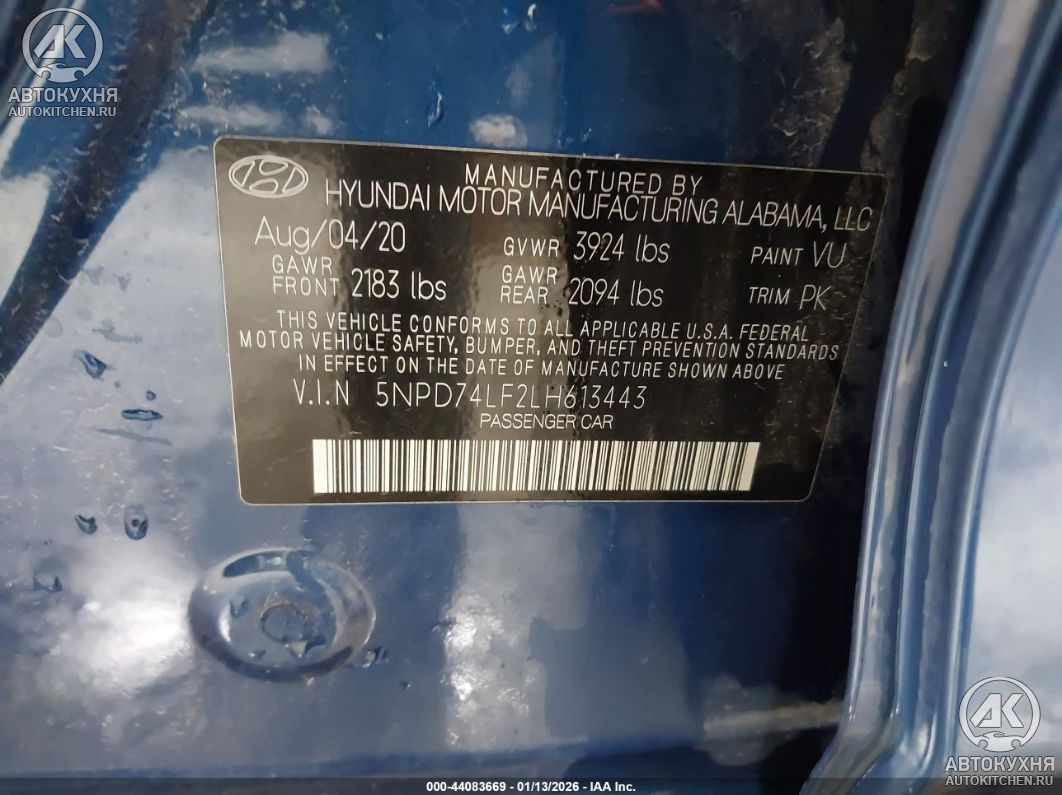 АК
АВТОКУХНЯ
AUTOKITCHEN.RU
MANUFACTURED BY
HYUNDAI MOTOR MANUFACTURING ALABAMA, LLC
Aug/04/20 GVWR 3924 lbs PAINT VU
GAWR FRONT 2183 lbs GAWR REAR 2094 lbs TRIM PK
THIS VEHICLE CONFORMS TO ALL APPLICABLE U.S.A. FEDERAL
MOTOR VEHICLE SAFETY, BUMPER, AND THEFT PREVENTION STANDARDS
IN EFFECT ON THE DATE OF MANUFACTURE SHOWN ABOVE
V.I.N 5NPD74LF2LH613443
PASSENGER CAR
АК
АВТОКУХНЯ
AUTOKITCHEN.RU
000-44083669 - 01/13/2026 - IAA Inc.